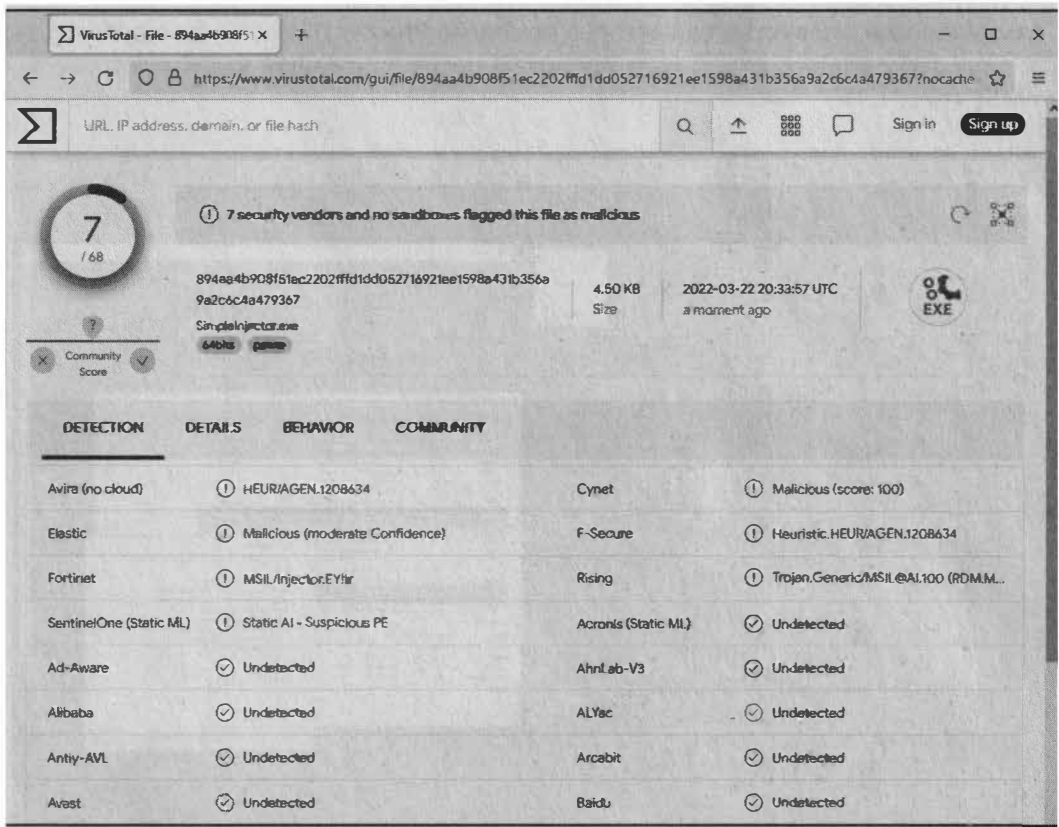 VirusTotal - File - 894aa4b908f51
https://www.virustotal.com/gui/file/894aa4b908f51ec2202fffd1dd052716921ee1598a431b356a9a2c6c4a479367?nocache
URL, IP address, domain, or file hash
Sign in
Sign up
7
/ 68
7 security vendors and no sandboxes flagged this file as malicious
894aa4b908f51ec2202fffd1dd052716921ee1598a431b356a
9a2c6c4a479367
SimpleInjector.exe
64bits
4.50 KB
Size
2022-03-22 20:33:57 UTC
a moment ago
EXE
?
Community
Score
DETECTION DETAILS BEHAVIOR COMMUNITY
Avira (no cloud) HEUR/AGEN.1208634 Cynet Malicious (score: 100)
Elastic Malicious (moderate Confidence) F-Secure Heuristic.HEUR/AGEN.1208634
Fortinet MSIL/Injector.EY!tr Rising Trojan.Generic/MSIL@AI.100 (RDM.M...
SentinelOne (Static ML) Static AI - Suspicious PE Acronis (Static ML) Undetected
Ad-Aware Undetected AhnLab-V3 Undetected
Alibaba Undetected ALYac Undetected
Antiy-AVL Undetected Arcabit Undetected
Avast Undetected Baidu Undetected